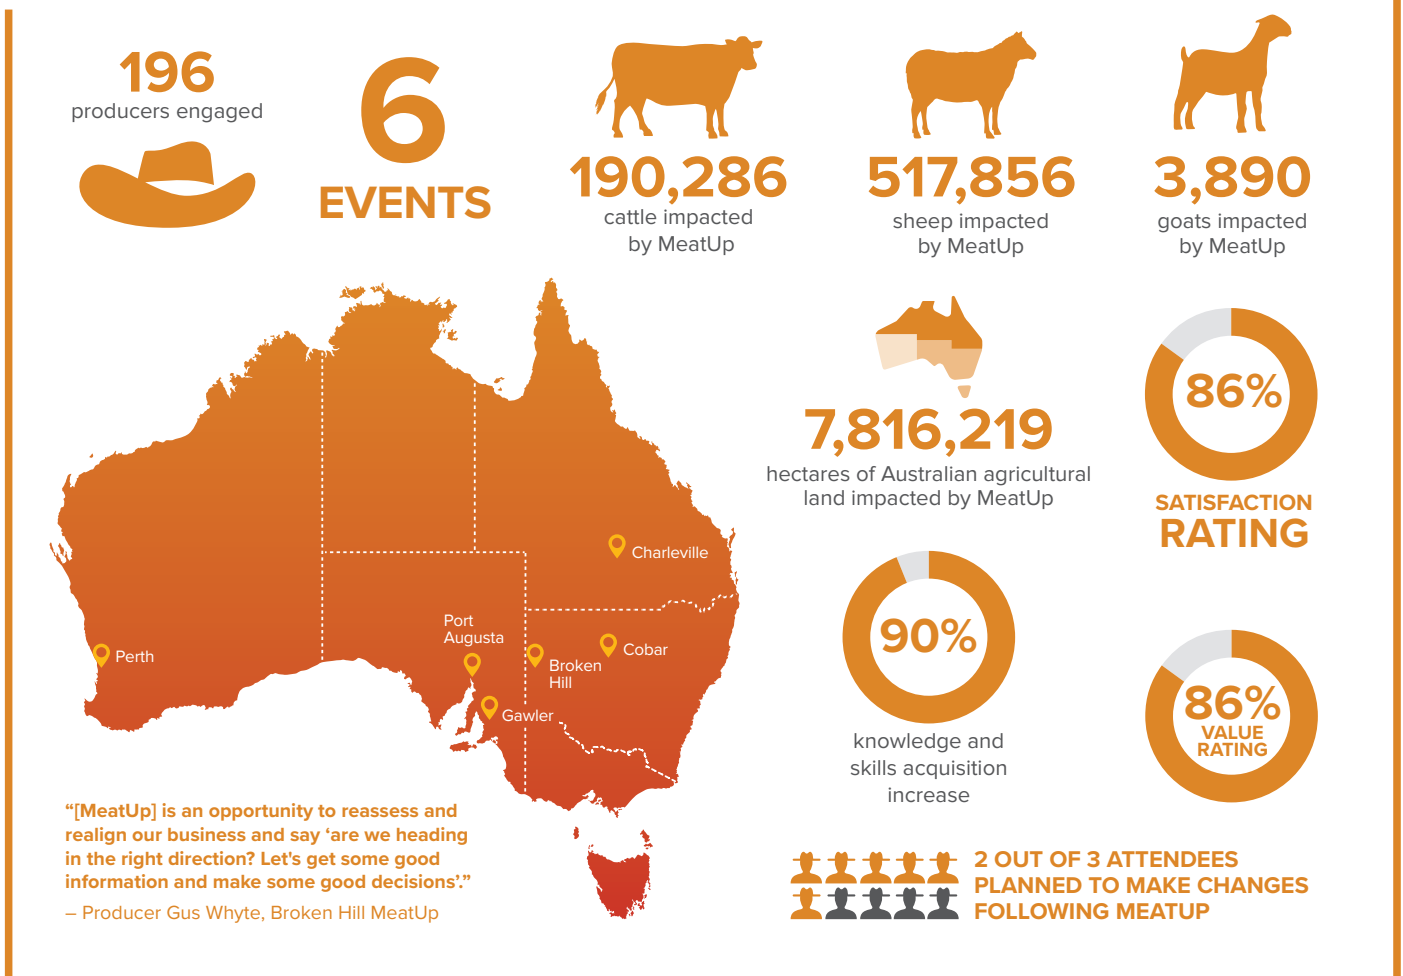 196
producers engaged
6
EVENTS
190,286
cattle impacted
by MeatUp
517,856
sheep impacted
by MeatUp
3,890
goats impacted
by MeatUp
7,816,219
hectares of Australian agricultural
land impacted by MeatUp
86%
SATISFACTION
RATING
Charleville
Port
Augusta
Perth
Broken
Hill
Cobar
Gawler
90%
knowledge and
skills acquisition
increase
86%
VALUE
RATING
“[MeatUp] is an opportunity to reassess and
realign our business and say ‘are we heading
in the right direction? Let's get some good
information and make some good decisions’.”
– Producer Gus Whyte, Broken Hill MeatUp
2 OUT OF 3 ATTENDEES
PLANNED TO MAKE CHANGES
FOLLOWING MEATUP